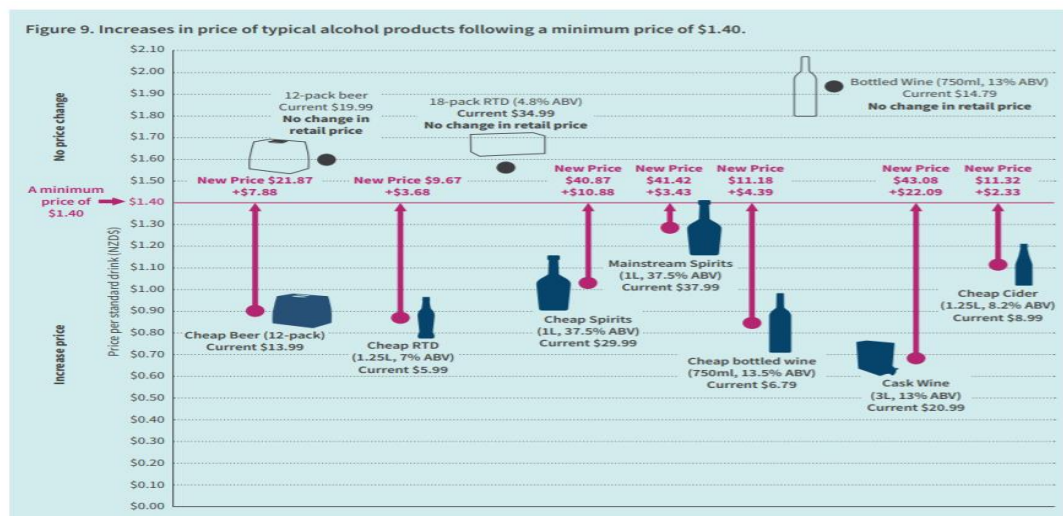 Figure 9. Increases in price of typical alcohol products following a minimum price of $1.40.
No price change
Increase price
Price per standard drink (NZD$)
A minimum
price of
$1.40
$2.10
$2.00
$1.90
$1.80
$1.70
$1.60
$1.50
$1.40
$1.30
$1.20
$1.10
$1.00
$0.90
$0.80
$0.70
$0.60
$0.50
$0.40
$0.30
$0.20
$0.10
$0.00
12-pack beer
Current $19.99
No change in
retail price
18-pack RTD (4.8% ABV)
Current $34.99
No change in retail price
Bottled Wine (750ml, 13% ABV)
Current $14.79
No change in retail price
New Price $21.87
+$7.88
New Price $9.67
+$3.68
New Price
$40.87
+$10.88
New Price
$41.42
+$3.43
New Price
$11.18
+$4.39
New Price
$43.08
+$22.09
New Price
$11.32
+$2.33
Cheap Beer (12-pack)
Current $13.99
Cheap RTD
(1.25L, 7% ABV)
Current $5.99
Cheap Spirits
(1L, 37.5% ABV)
Current $29.99
Mainstream Spirits
(1L, 37.5% ABV)
Current $37.99
Cheap bottled wine
(750ml, 13.5% ABV)
Current $6.79
Cask Wine
(3L, 13% ABV)
Current $20.99
Cheap Cider
(1.25L, 8.2% ABV)
Current $8.99